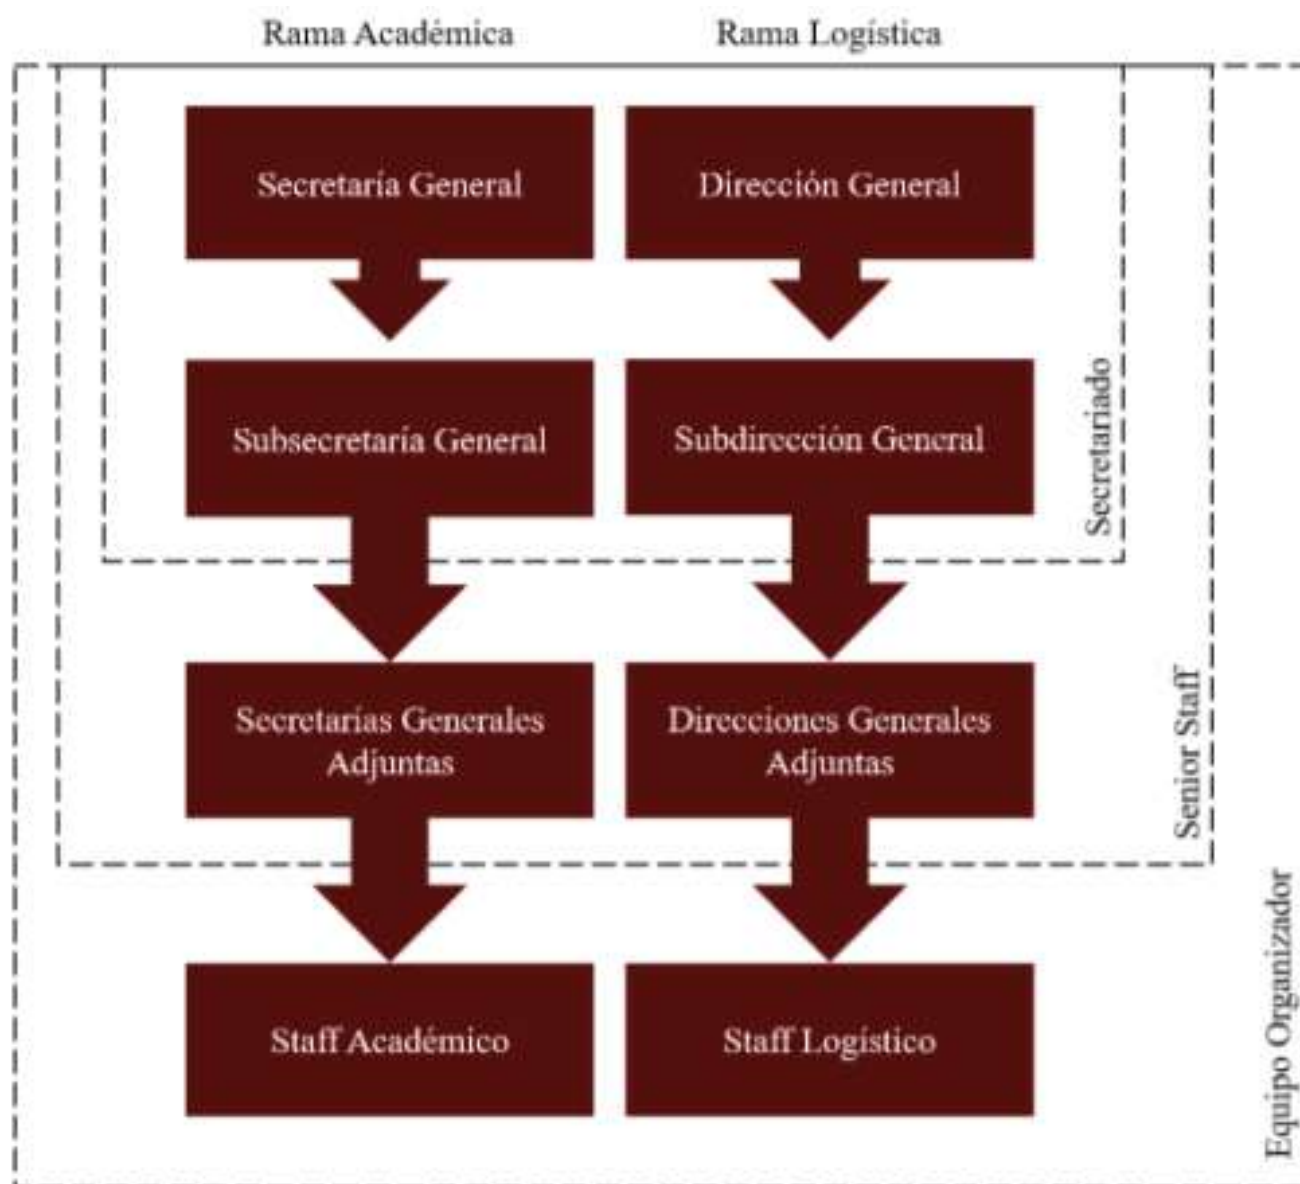 Rama Académica
Rama Logística
Secretaría General
Dirección General
Subsecretaría General
Subdirección General
Secretariado
Secretarías Generales
Adjuntas
Direcciones Generales
Adjuntas
Senior Staff
Staff Académico
Staff Logístico
Equipo Organizador